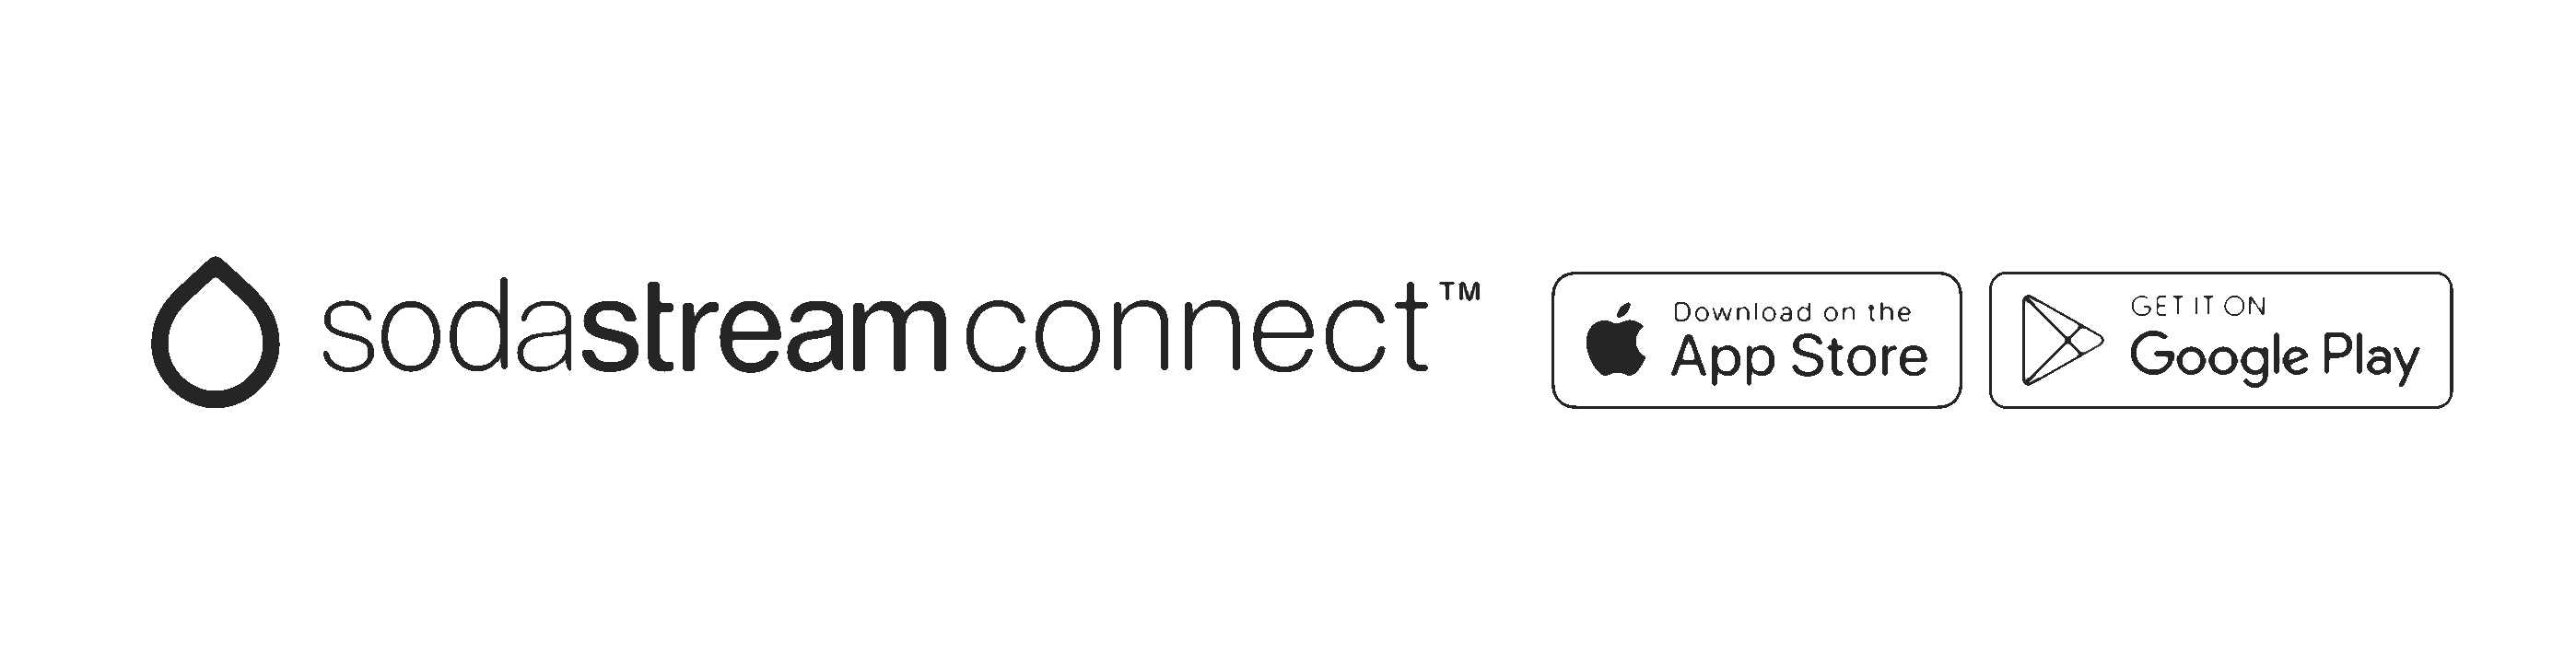 sodastreamconnect™
Download on the
App Store
GET IT ON
Google Play